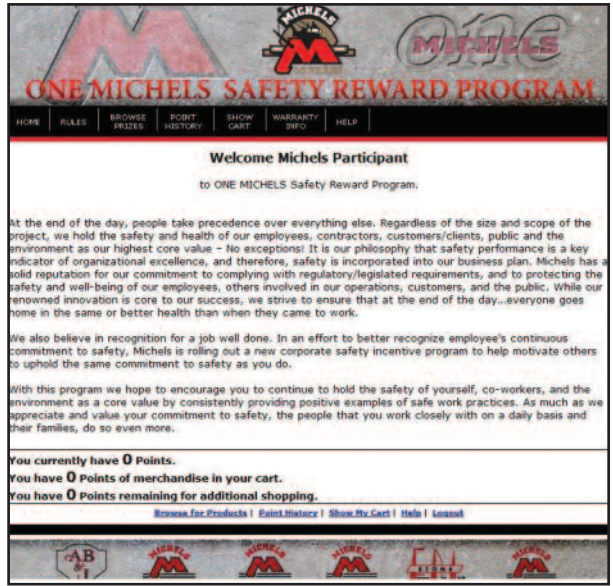 MICHELS
MICHELS
one
ONE MICHELS SAFETY REWARD PROGRAM
HOME RULES BROWSE PRIZES POINT HISTORY SHOW CART WARRANTY INFO HELP
Welcome Michels Participant
to ONE MICHELS Safety Reward Program.
At the end of the day, people take precedence over everything else. Regardless of the size and scope of the
project, we hold the safety and health of our employees, contractors, customers/clients, public and the
environment as our highest core value – No exceptions! It is our philosophy that safety performance is a key
indicator of organizational excellence, and therefore, safety is incorporated into our business plan. Michels has a
solid reputation for our commitment to complying with regulatory/legislated requirements, and to protecting the
safety and well-being of our employees, others involved in our operations, customers, and the public. While our
renowned innovation is core to our success, we strive to ensure that at the end of the day...everyone goes
home in the same or better health than when they came to work.
We also believe in recognition for a job well done. In an effort to better recognize employee's continuous
commitment to safety, Michels is rolling out a new corporate safety incentive program to help motivate others
to uphold the same commitment to safety as you do.
With this program we hope to encourage you to continue to hold the safety of yourself, co-workers, and the
environment as a core value by consistently providing positive examples of safe work practices. As much as we
appreciate and value your commitment to safety, the people that you work closely with on a daily basis and
their families, do so even more.
You currently have 0 Points.
You have 0 Points of merchandise in your cart.
You have 0 Points remaining for additional shopping.
Browse for Products | Point History | Show My Cart | Help | Logout
AB & J MICHELS MICHELS MICHELS STONE MICHELS